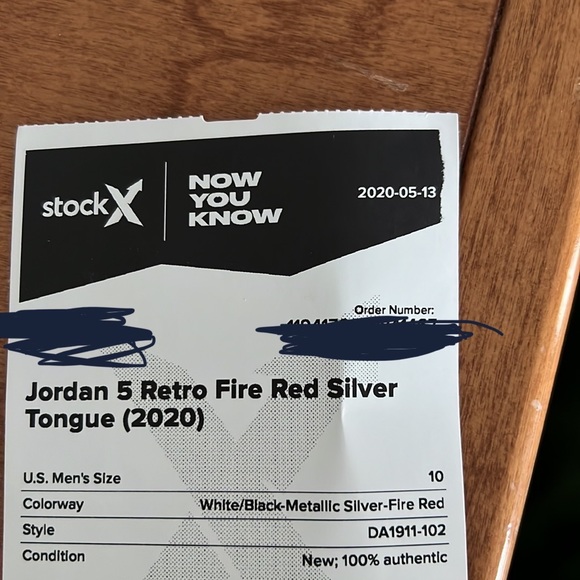 stockX
NOW
YOU
KNOW
2020-05-13
Order Number:
Jordan 5 Retro Fire Red Silver
Tongue (2020)
U.S. Men's Size 10
Colorway White/Black-Metallic Silver-Fire Red
Style DA1911-102
Condition New; 100% authentic